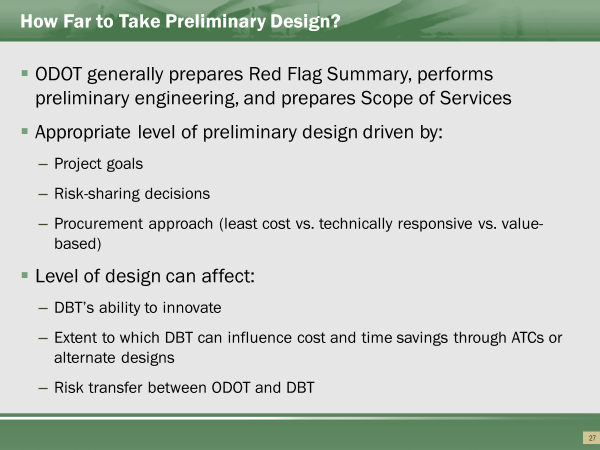 How Far to Take Preliminary Design?
▪ ODOT generally prepares Red Flag Summary, performs
preliminary engineering, and prepares Scope of Services
▪ Appropriate level of preliminary design driven by:
– Project goals
– Risk-sharing decisions
– Procurement approach (least cost vs. technically responsive vs. value-
based)
▪ Level of design can affect:
– DBT’s ability to innovate
– Extent to which DBT can influence cost and time savings through ATCs or
alternate designs
– Risk transfer between ODOT and DBT
27